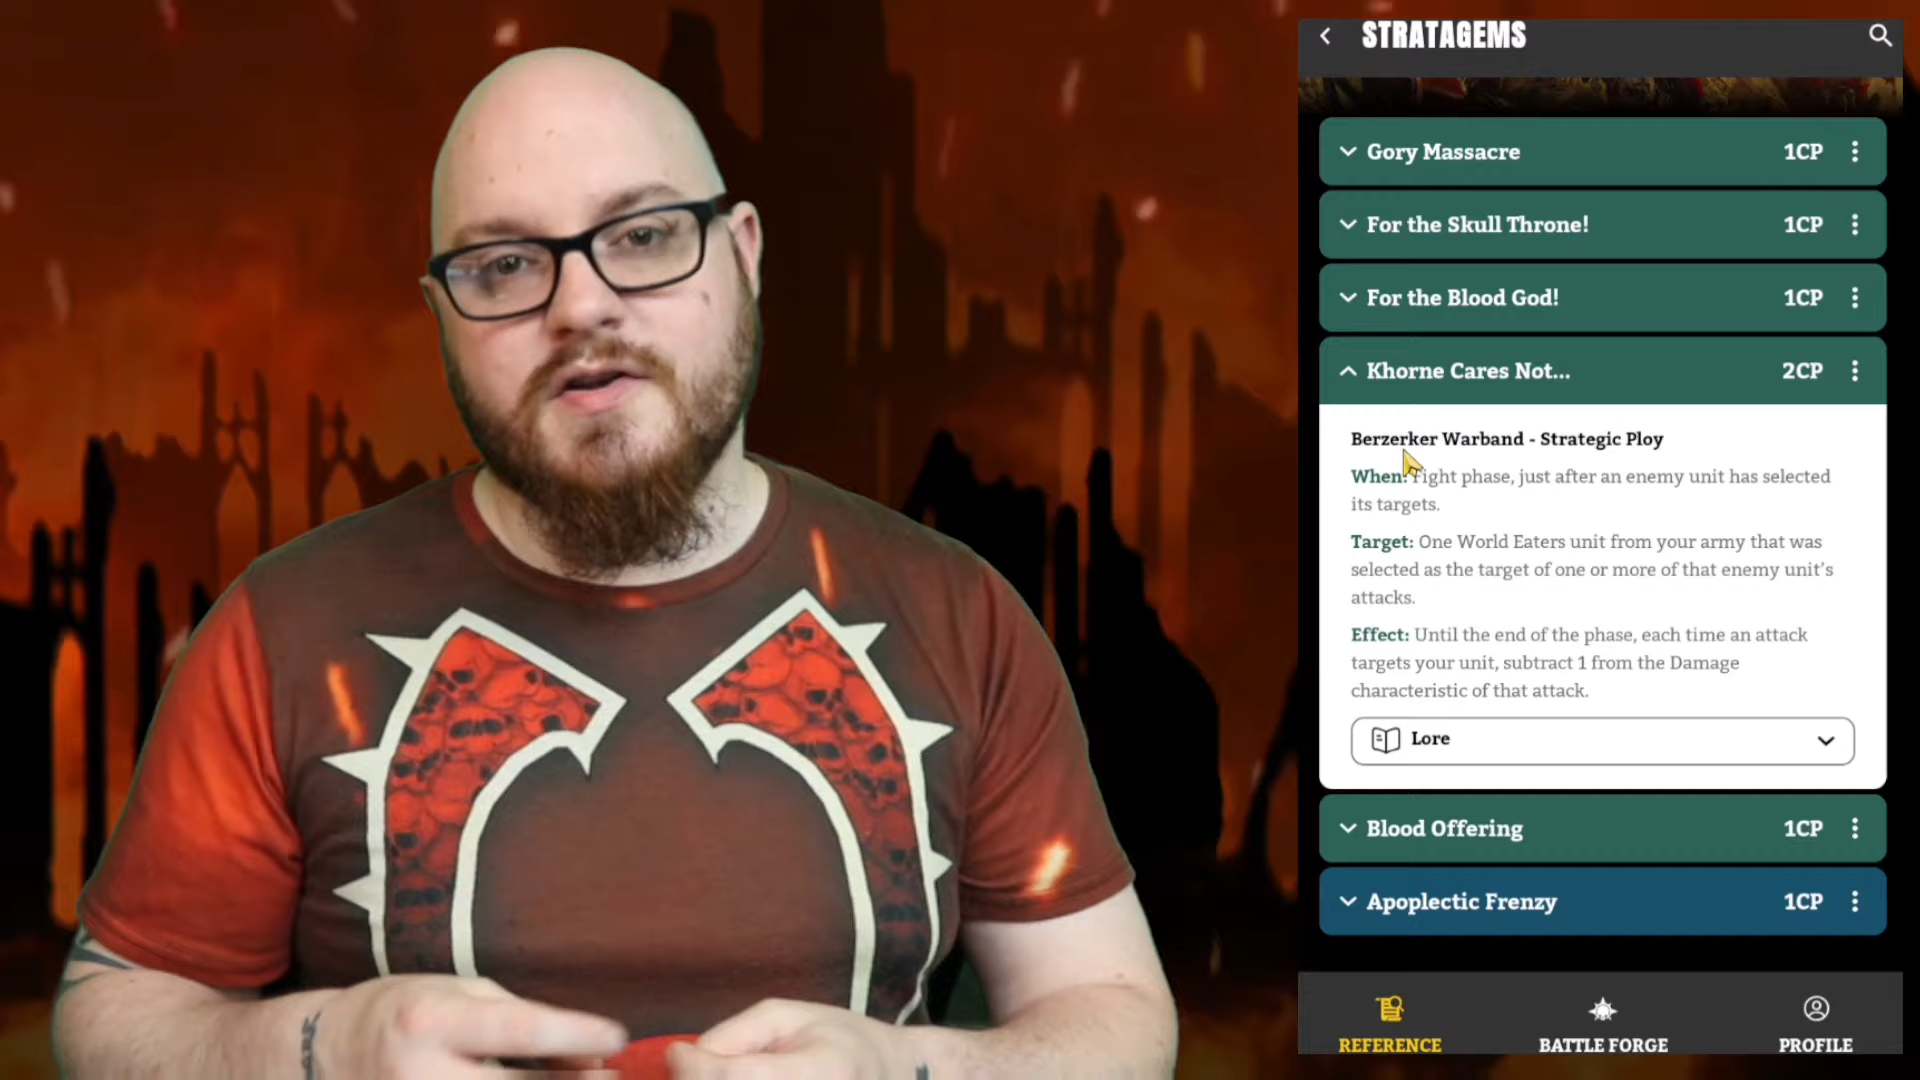 STRATAGEMS
Gory Massacre 1CP
For the Skull Throne! 1CP
For the Blood God! 1CP
Khorne Cares Not... 2CP
Berzerker Warband - Strategic Ploy
When: Fight phase, just after an enemy unit has selected
its targets.
Target: One World Eaters unit from your army that was
selected as the target of one or more of that enemy unit's
attacks.
Effect: Until the end of the phase, each time an attack
targets your unit, subtract 1 from the Damage
characteristic of that attack.
Lore
Blood Offering 1CP
Apoplectic Frenzy 1CP
REFERENCE
BATTLE FORGE
PROFILE